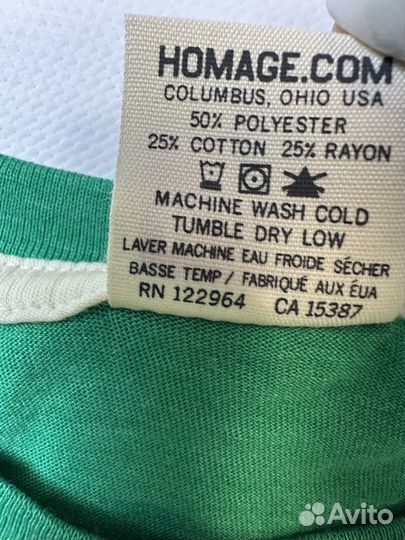 HOMAGE.COM
COLUMBUS, OHIO USA
50% POLYESTER
25% COTTON 25% RAYON
MACHINE WASH COLD
TUMBLE DRY LOW
LAVER MACHINE EAU FROIDE SÉCHER
BASSE TEMP / FABRIQUÉ AUX ÉUA
RN 122964 CA 15387
Avito